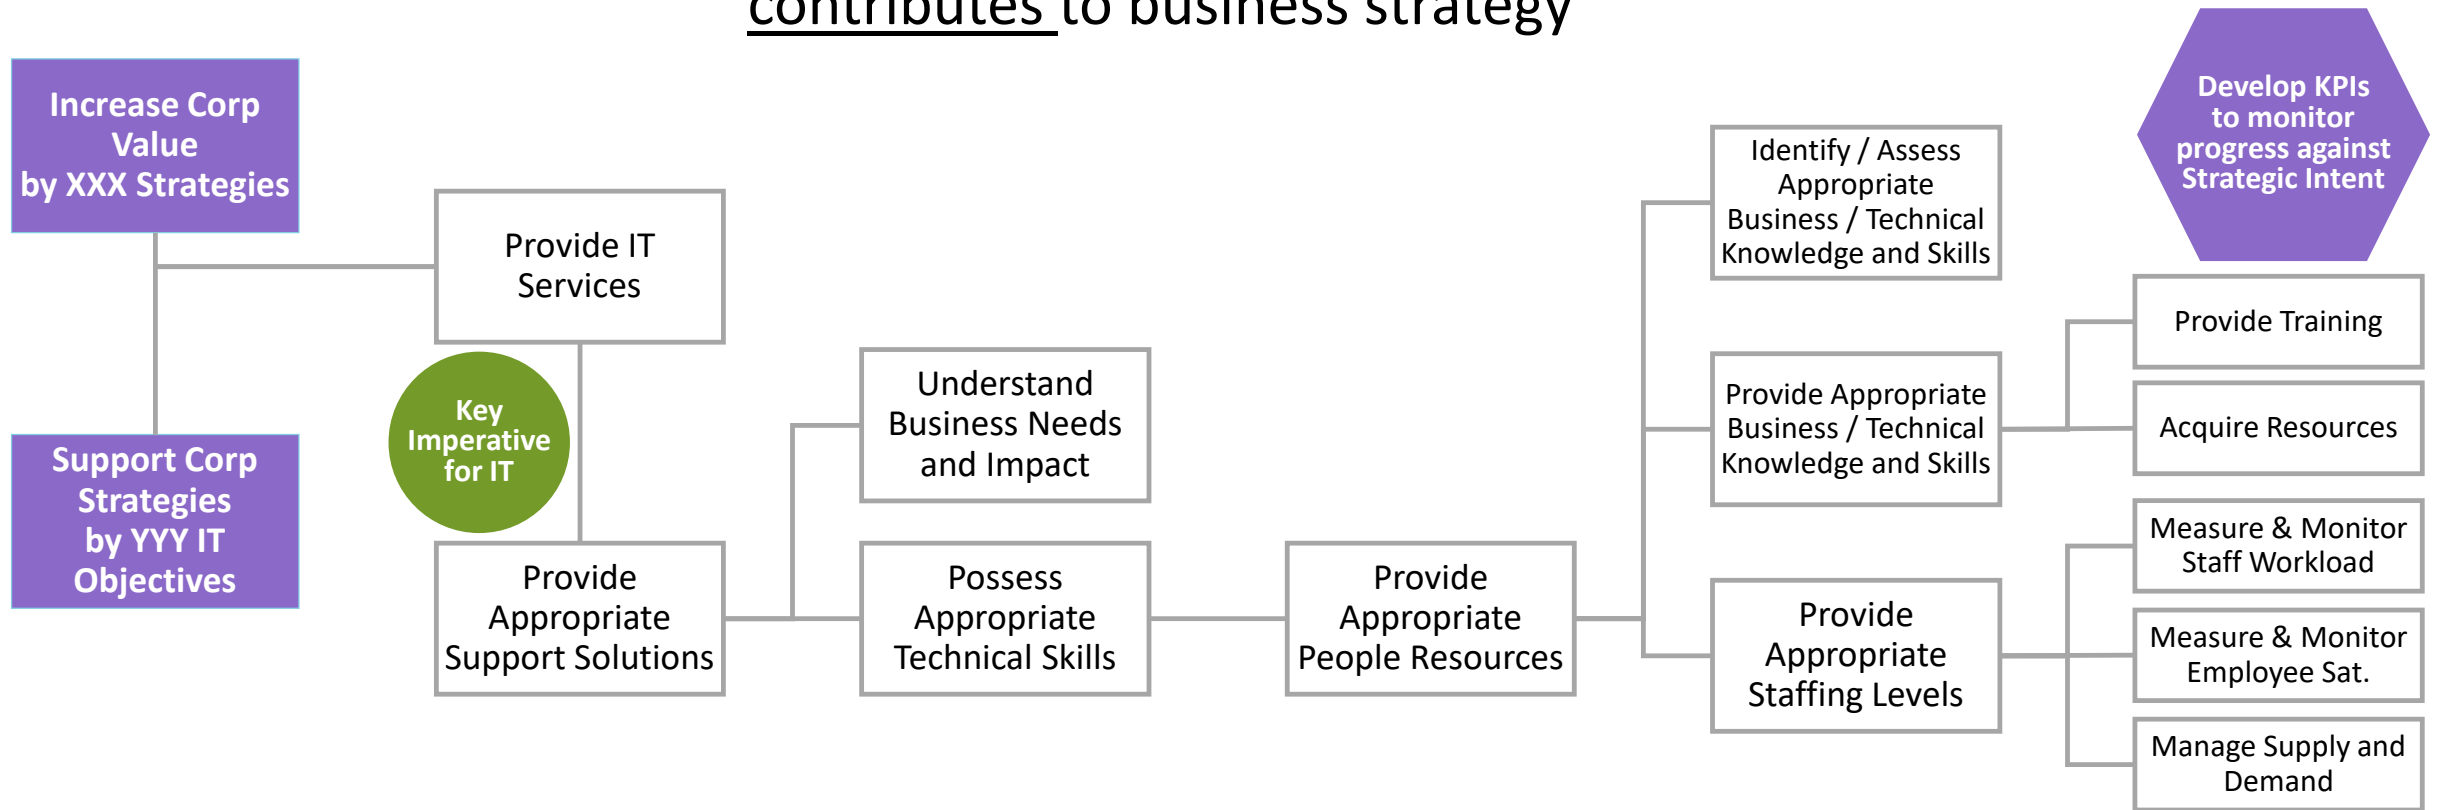 contributes to business strategy
Increase Corp
Value
by XXX Strategies
Support Corp
Strategies
by YYY IT
Objectives
Provide IT
Services
Key
Imperative
for IT
Provide
Appropriate
Support Solutions
Understand
Business Needs
and Impact
Possess
Appropriate
Technical Skills
Provide
Appropriate
People Resources
Identify / Assess
Appropriate
Business / Technical
Knowledge and Skills
Provide Appropriate
Business / Technical
Knowledge and Skills
Provide
Appropriate
Staffing Levels
Develop KPIs
to monitor
progress against
Strategic Intent
Provide Training
Acquire Resources
Measure & Monitor
Staff Workload
Measure & Monitor
Employee Sat.
Manage Supply and
Demand